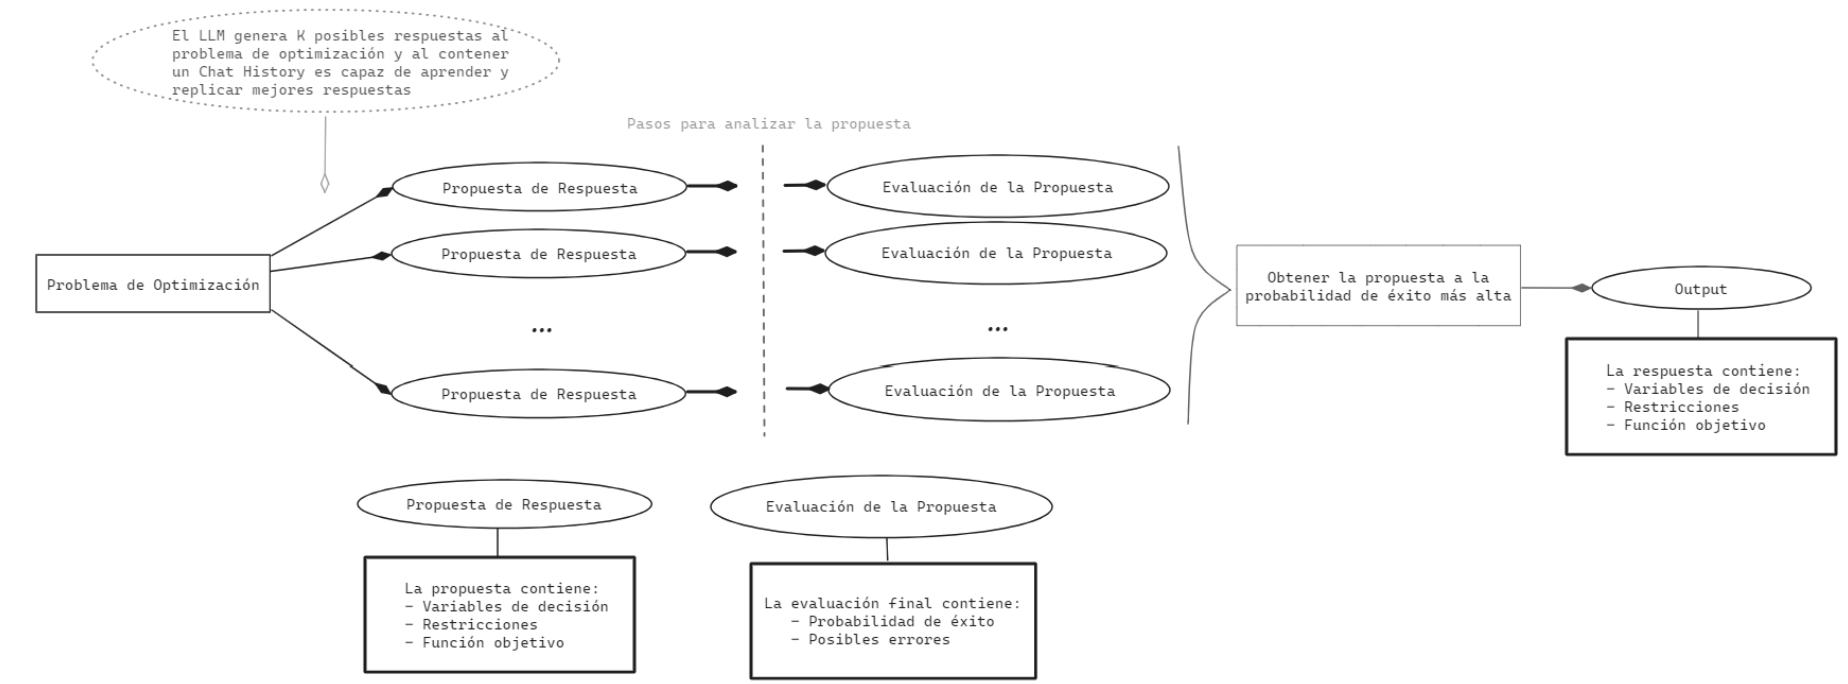 El LLM genera K posibles respuestas al
problema de optimización y al contener
un Chat History es capaz de aprender y
replicar mejores respuestas
Pasos para analizar la propuesta
Propuesta de Respuesta
Evaluación de la Propuesta
Propuesta de Respuesta
Evaluación de la Propuesta
Problema de Optimización
Obtener la propuesta a la
probabilidad de éxito más alta
Output
...
...
Propuesta de Respuesta
Evaluación de la Propuesta
La respuesta contiene:
- Variables de decisión
- Restricciones
- Función objetivo
Propuesta de Respuesta
La propuesta contiene:
- Variables de decisión
- Restricciones
- Función objetivo
Evaluación de la Propuesta
La evaluación final contiene:
- Probabilidad de éxito
- Posibles errores